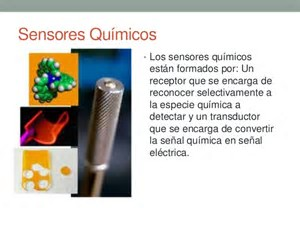 Sensores Químicos
• Los sensores químicos
están formados por: Un
receptor que se encarga de
reconocer selectivamente a
la especie química a
detectar y un transductor
que se encarga de convertir
la señal química en señal
eléctrica.